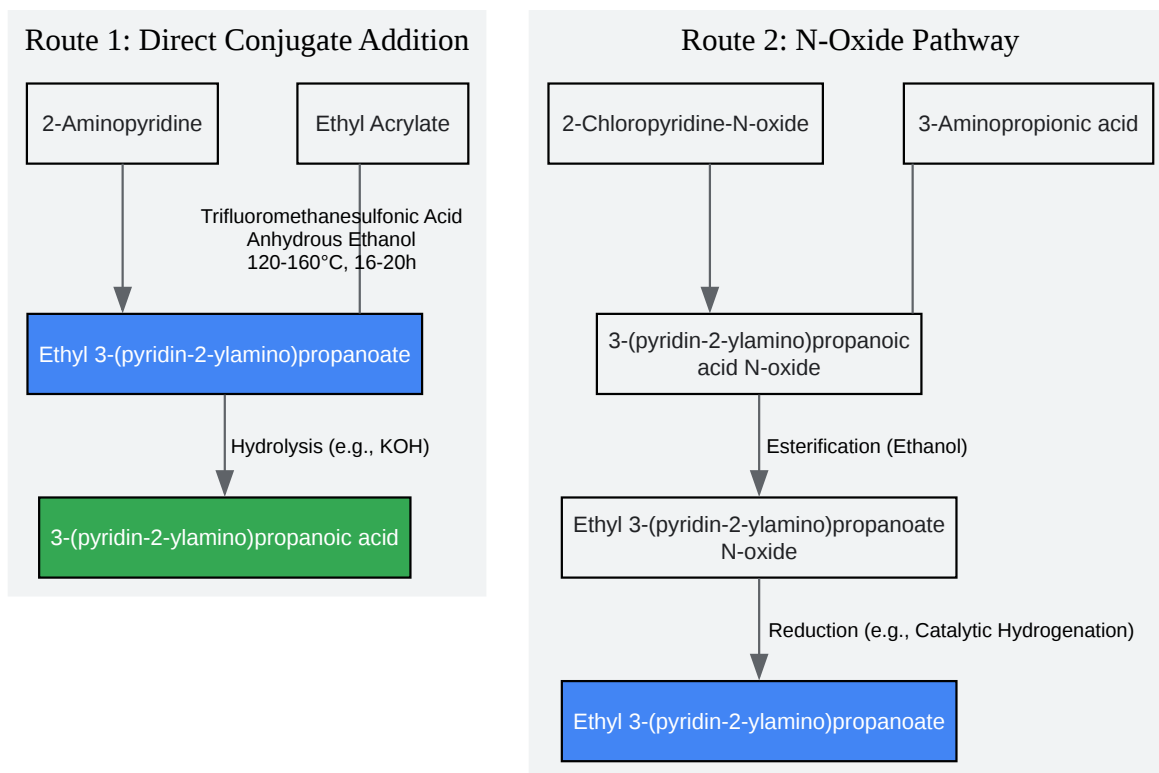 Route 1: Direct Conjugate Addition
2-Aminopyridine
Ethyl Acrylate
Trifluoromethanesulfonic Acid
Anhydrous Ethanol
120-160°C, 16-20h
Ethyl 3-(pyridin-2-ylamino)propanoate
Hydrolysis (e.g., KOH)
3-(pyridin-2-ylamino)propanoic acid
Route 2: N-Oxide Pathway
2-Chloropyridine-N-oxide
3-Aminopropionic acid
3-(pyridin-2-ylamino)propanoic
acid N-oxide
Esterification (Ethanol)
Ethyl 3-(pyridin-2-ylamino)propanoate
N-oxide
Reduction (e.g., Catalytic Hydrogenation)
Ethyl 3-(pyridin-2-ylamino)propanoate